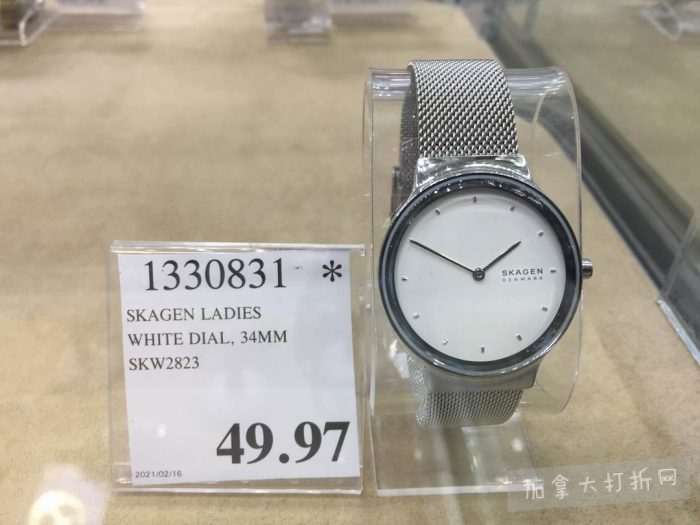 1330831 *
SKAGEN LADIES
WHITE DIAL, 34MM
SKW2823
49.97
2021/02/16
SKAGEN
DENMARK
加拿大打折网